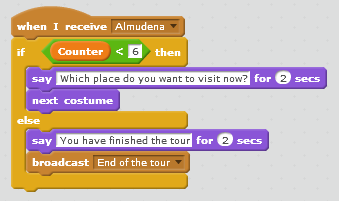 when I receive Almudena
if Counter < 6 then
say Which place do you want to visit now? for 2 secs
next costume
else
say You have finished the tour for 2 secs
broadcast End of the tour